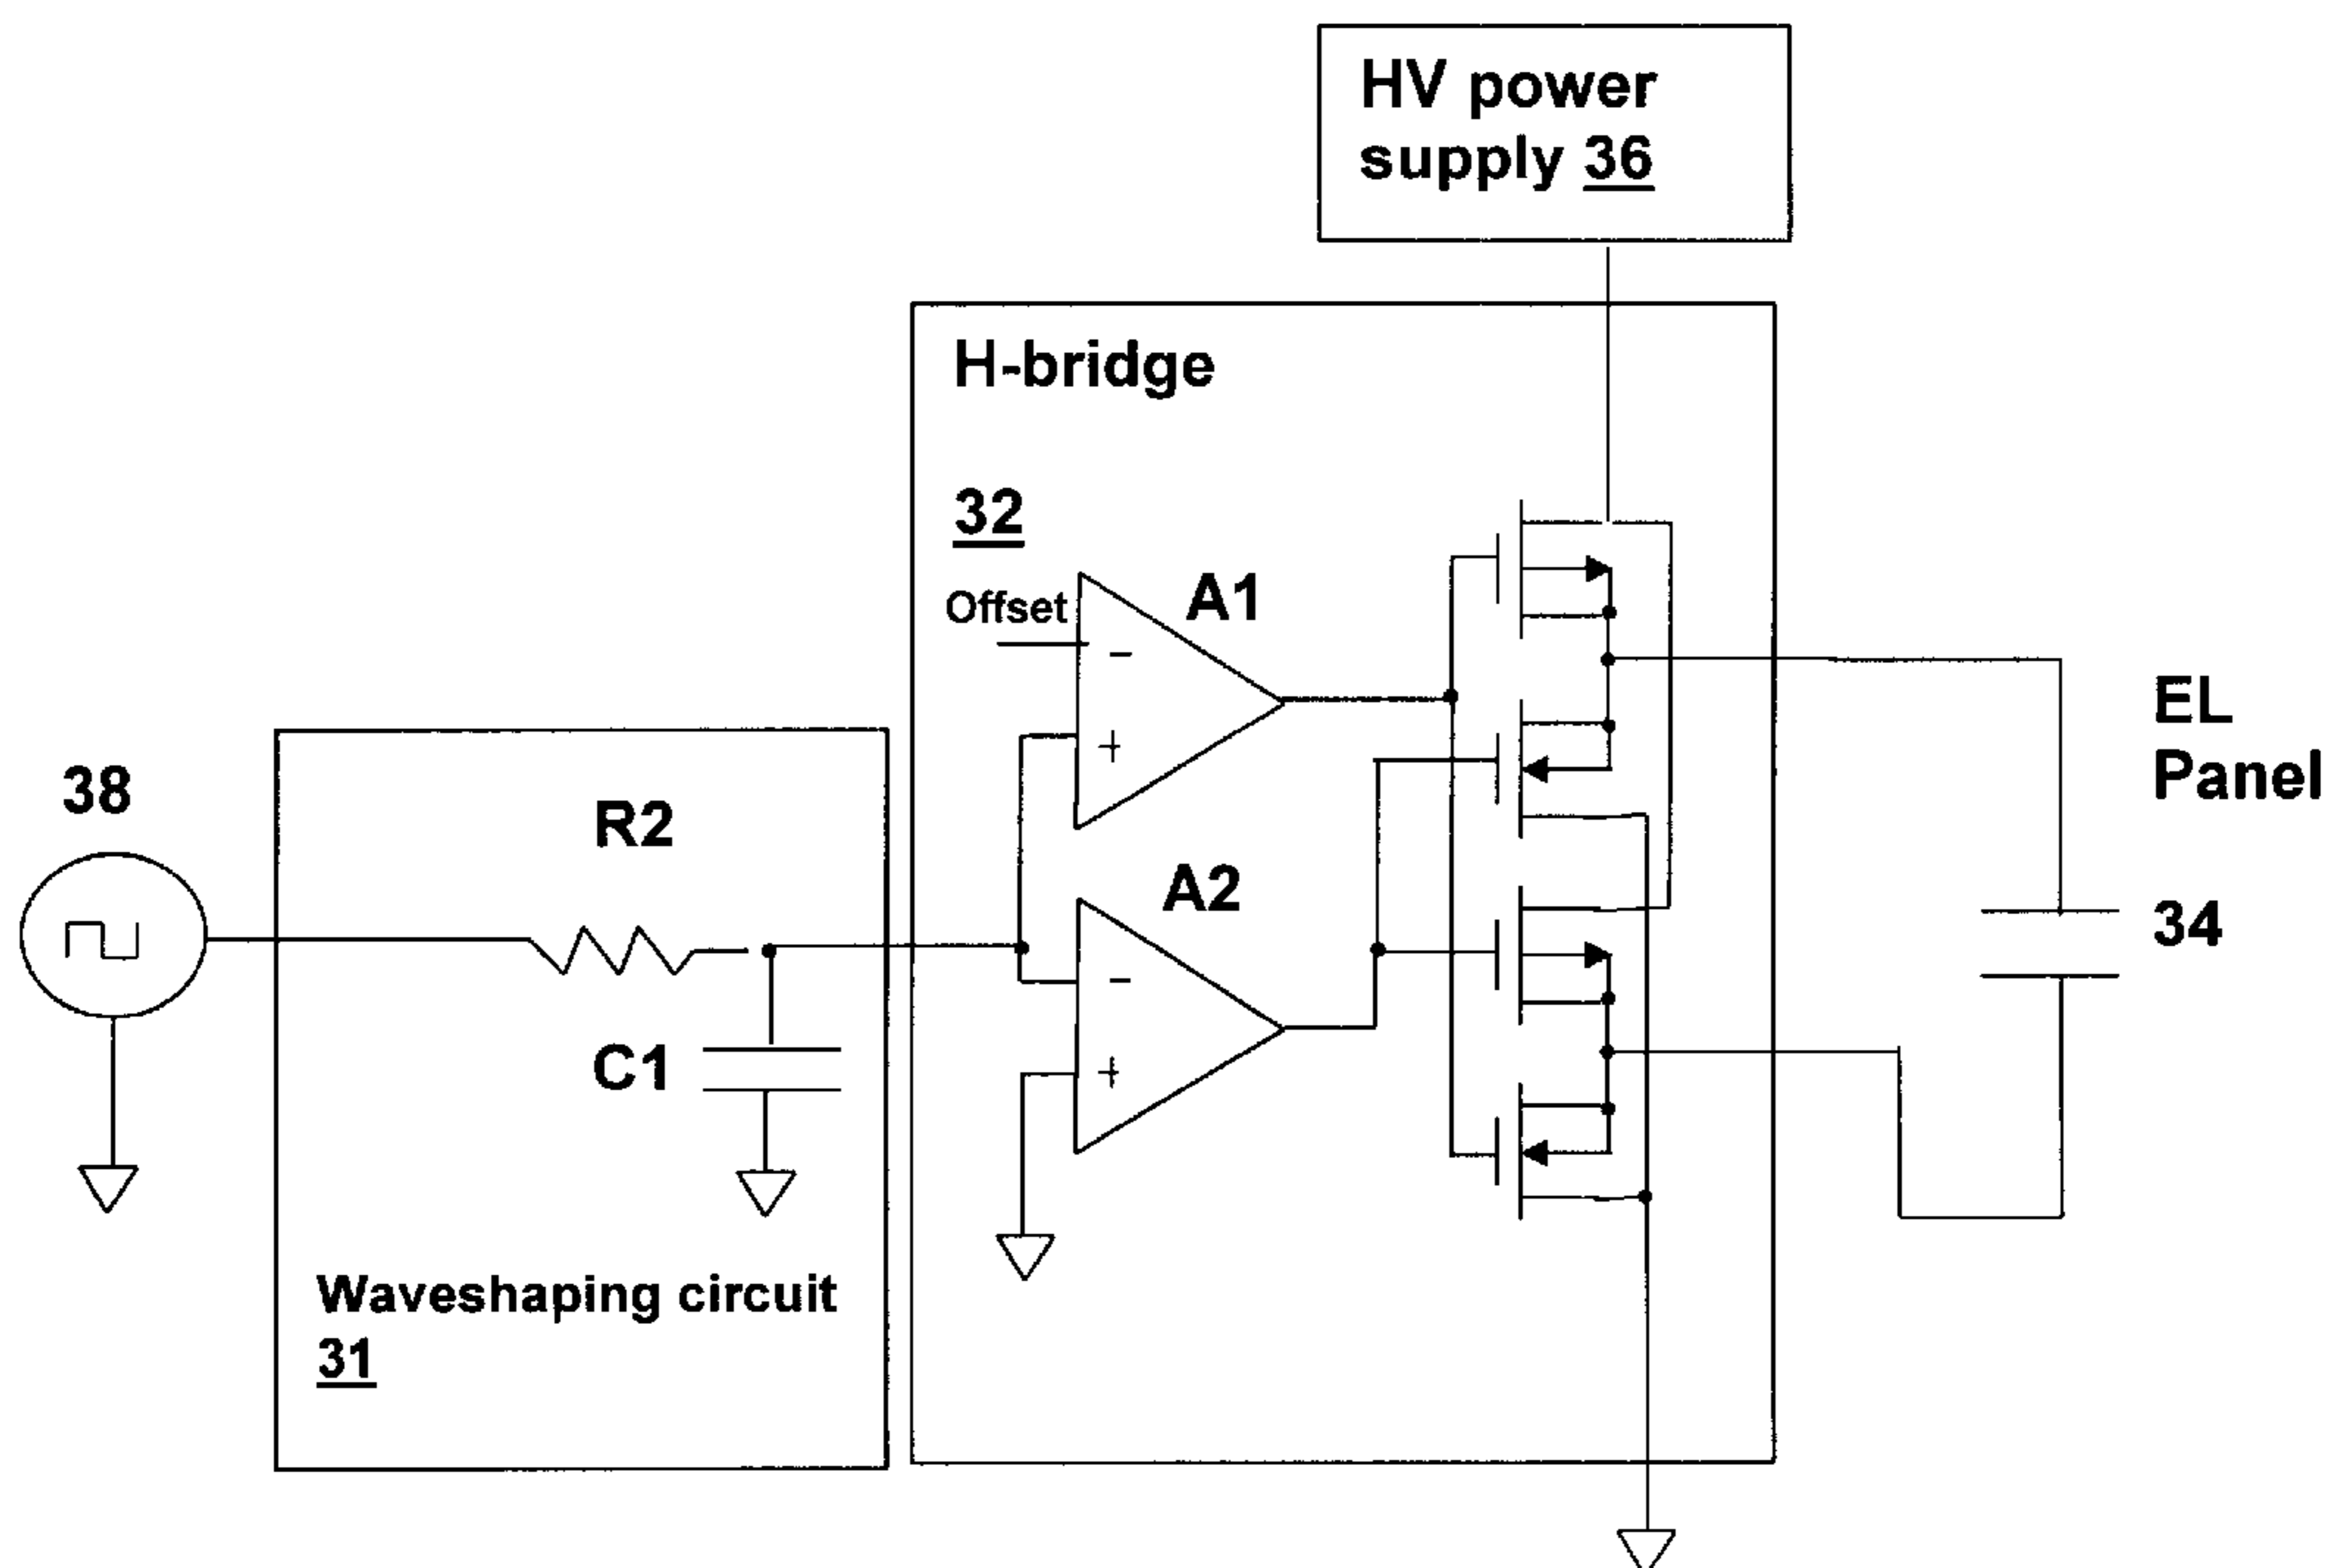 HV power
supply 36
H-bridge
32
Offset
A1
EL
Panel
38
R2
A2
34
C1
Waveshaping circuit
31